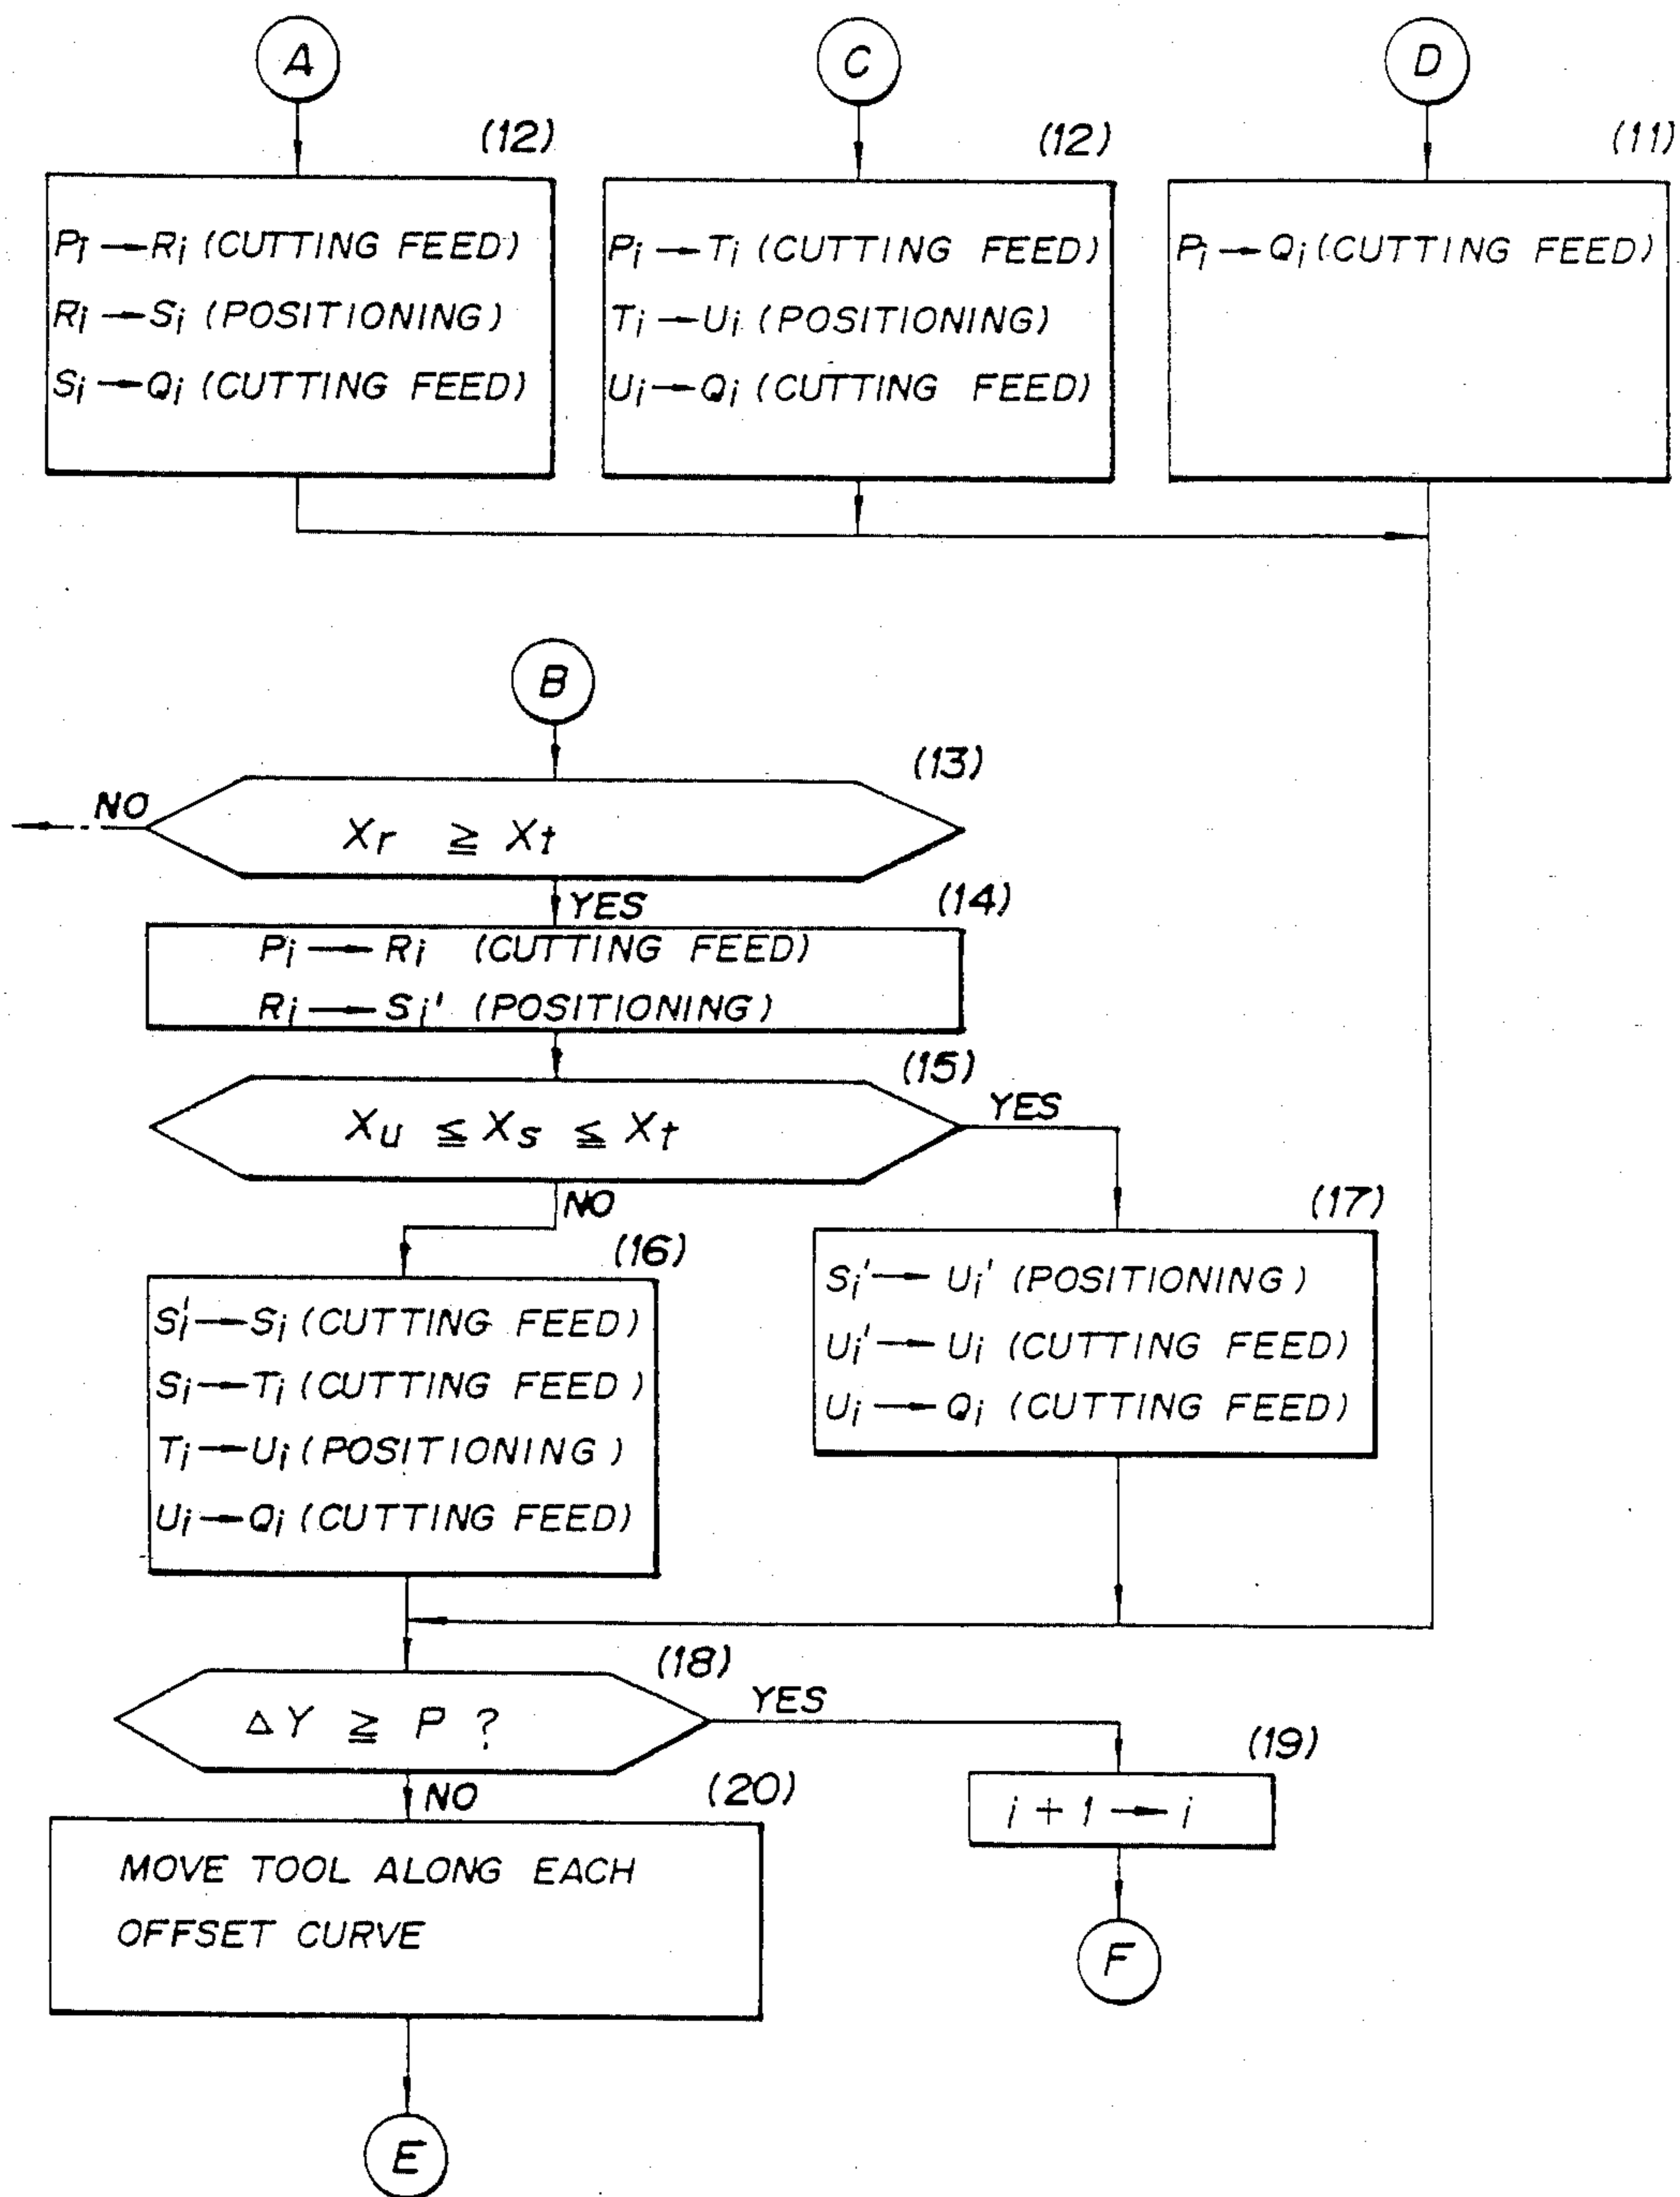 A
C
D
(12)
(12)
(11)
Pi → Ri (CUTTING FEED)
Ri → Si (POSITIONING)
Si → Qi (CUTTING FEED)
Pi → Ti (CUTTING FEED)
Ti → Ui (POSITIONING)
Ui → Qi (CUTTING FEED)
Pi → Qi (CUTTING FEED)
B
(13)
NO
Xr ≧ Xt
YES
(14)
Pi → Ri (CUTTING FEED)
Ri → Si' (POSITIONING)
(15)
Xu ≦ Xs ≦ Xt
YES
NO
(16)
Si' → Si (CUTTING FEED)
Si → Ti (CUTTING FEED)
Ti → Ui (POSITIONING)
Ui → Qi (CUTTING FEED)
(17)
Si' → Ui' (POSITIONING)
Ui' → Ui (CUTTING FEED)
Ui → Qi (CUTTING FEED)
(18)
ΔY ≧ P ?
YES
(19)
i + 1 → i
F
NO
(20)
MOVE TOOL ALONG EACH
OFFSET CURVE
E